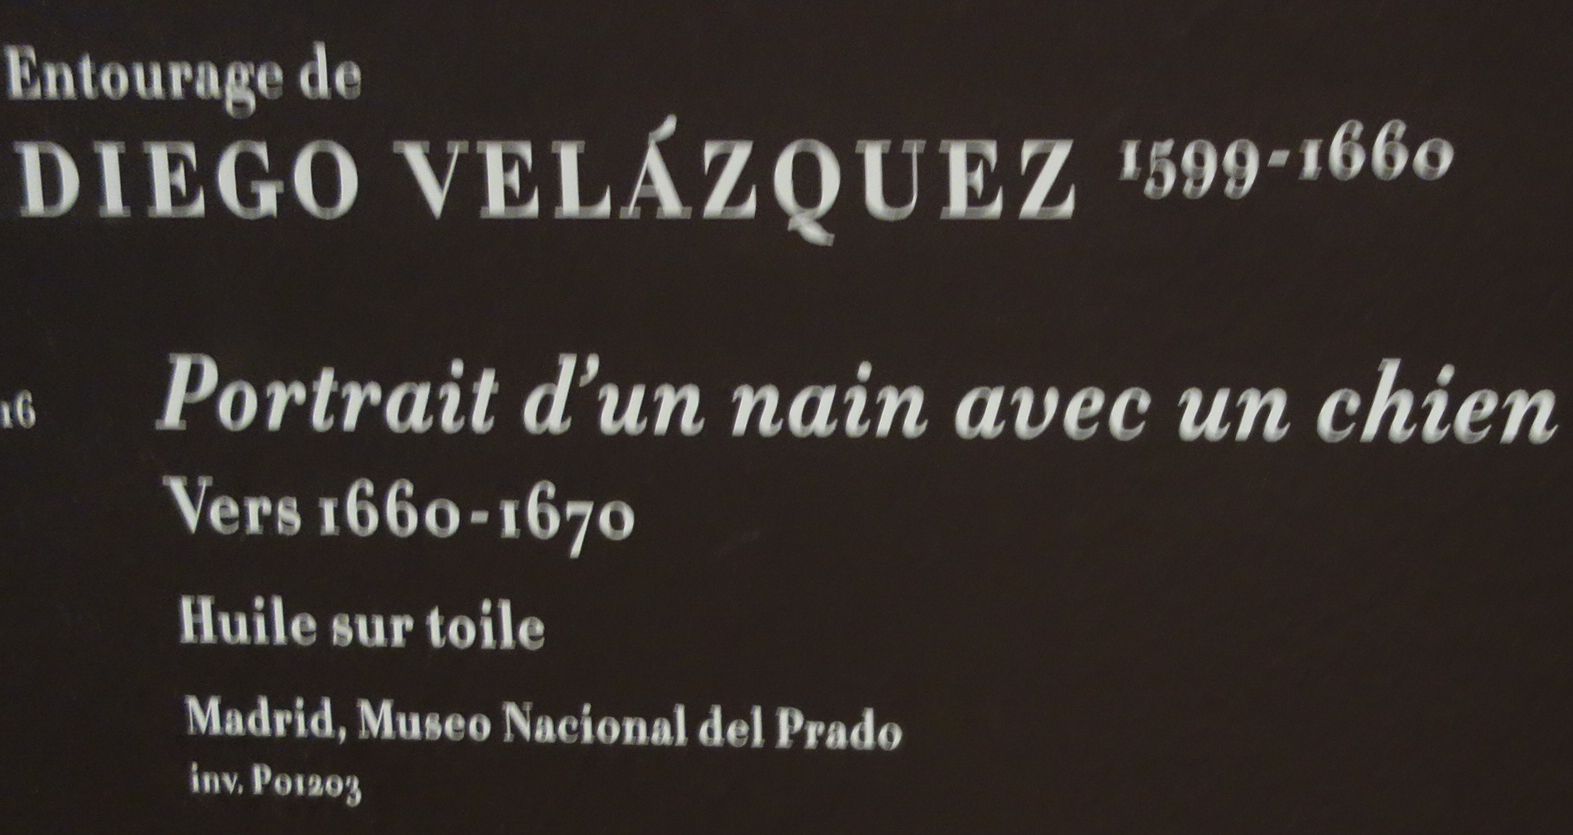 Entourage de
DIEGO VELÁZQUEZ 1599-1660
16 Portrait d'un nain avec un chien
Vers 1660-1670
Huile sur toile
Madrid, Museo Nacional del Prado
inv. P01203